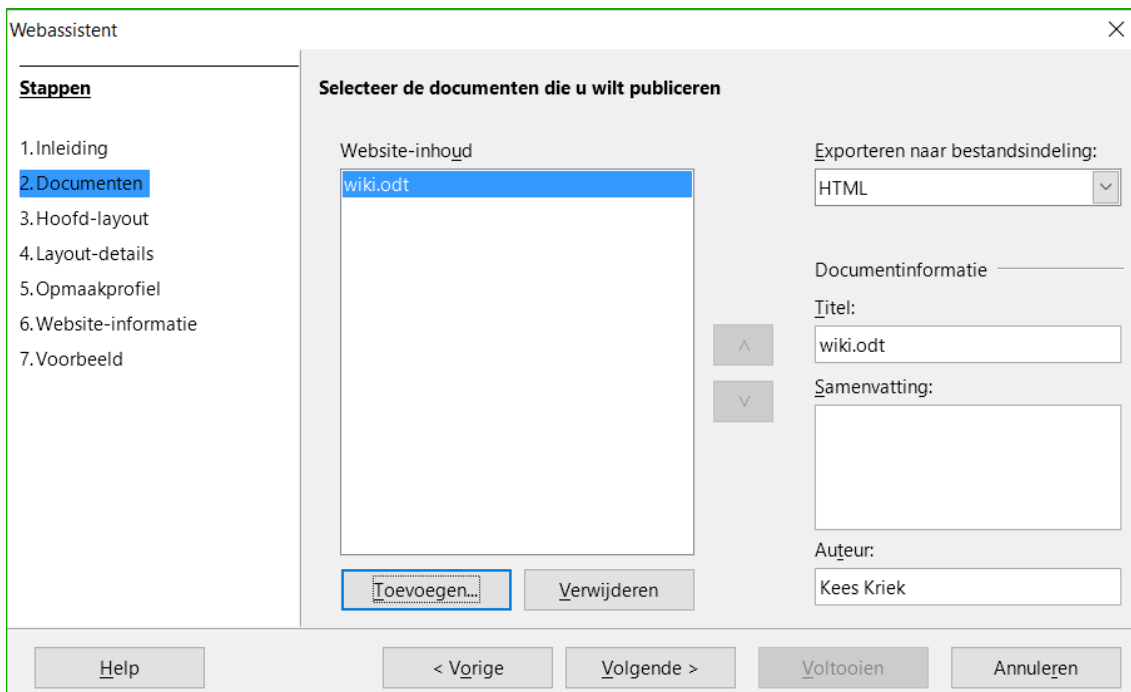 Webassistent
Stappen
1. Inleiding
2. Documenten
3. Hoofd-layout
4. Layout-details
5. Opmaakprofiel
6. Website-informatie
7. Voorbeeld
Selecteer de documenten die u wilt publiceren
Website-inhoud
wiki.odt
Toevoegen...
Verwijderen
Exporteren naar bestandsindeling:
HTML
Documentinformatie
Titel:
wiki.odt
Samenvatting:
Auteur:
Kees Kriek
Help
< Vorige
Volgende >
Voltooien
Annuleren